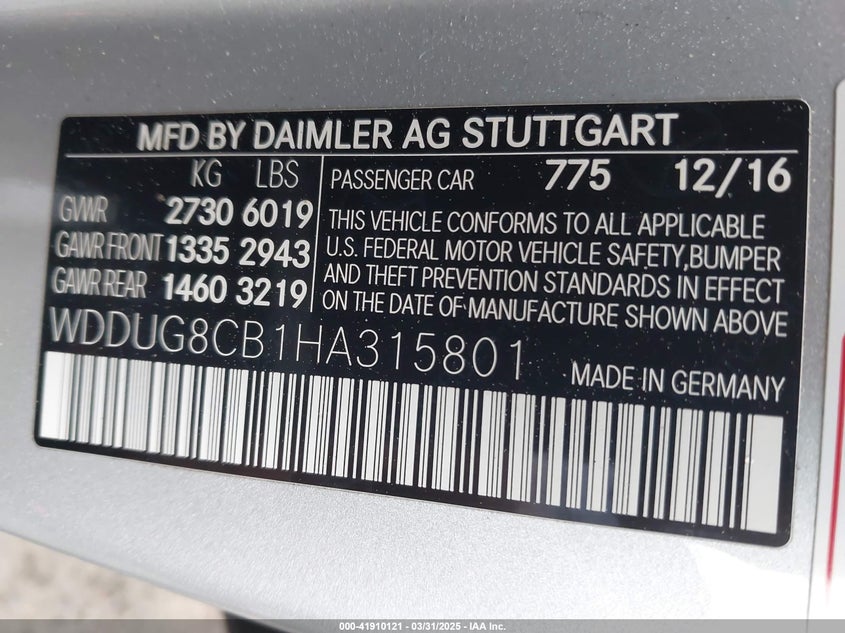 MFD BY DAIMLER AG STUTTGART
KG LBS
GVWR 2730 6019
GAWR FRONT 1335 2943
GAWR REAR 1460 3219
PASSENGER CAR 775 12/16
THIS VEHICLE CONFORMS TO ALL APPLICABLE
U.S. FEDERAL MOTOR VEHICLE SAFETY,BUMPER
AND THEFT PREVENTION STANDARDS IN EFFECT
ON THE DATE OF MANUFACTURE SHOWN ABOVE
WDDUG8CB1HA315801
MADE IN GERMANY
000-41910121 - 03/31/2025 - IAA Inc.